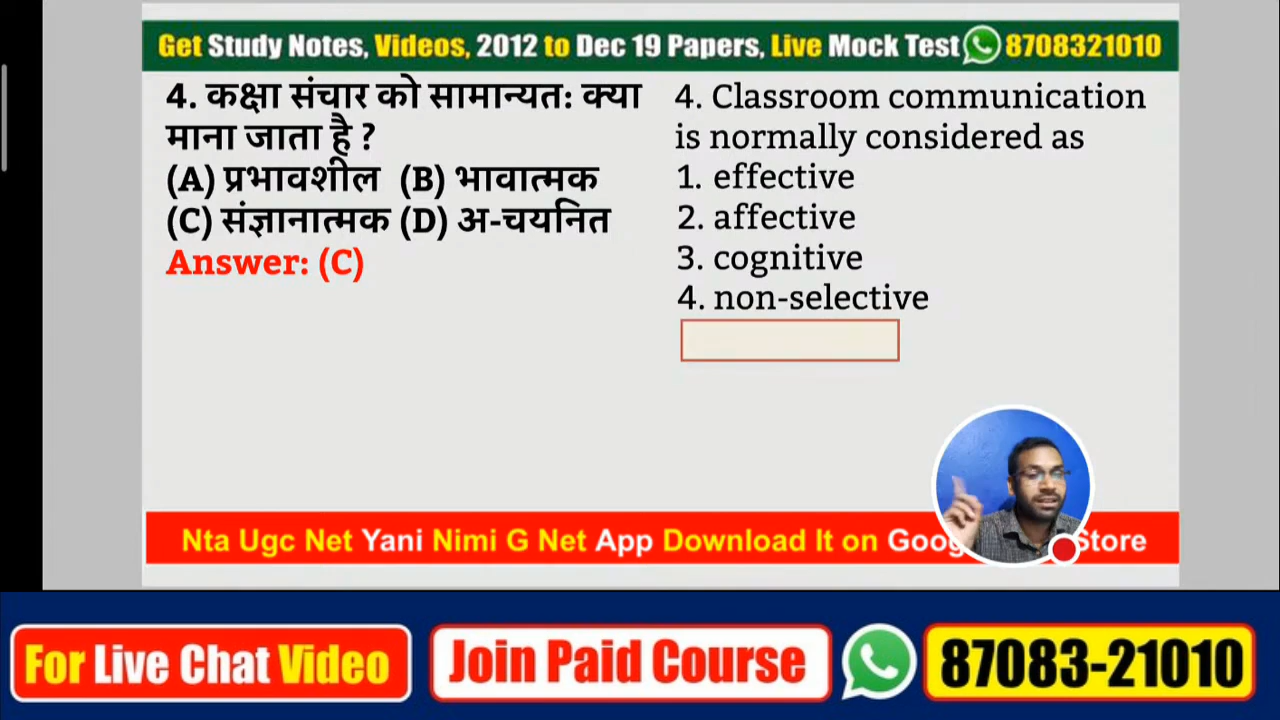 Get Study Notes, Videos, 2012 to Dec 19 Papers, Live Mock Test 8708321010
4. कक्षा संचार को सामान्यत: क्या
माना जाता है ?
(A) प्रभावशील (B) भावात्मक
(C) संज्ञानात्मक (D) अ-चयनित
Answer: (C)
4. Classroom communication
is normally considered as
1. effective
2. affective
3. cognitive
4. non-selective
Nta Ugc Net Yani Nimi G Net App Download It on Goog Store
For Live Chat Video
Join Paid Course
87083-21010